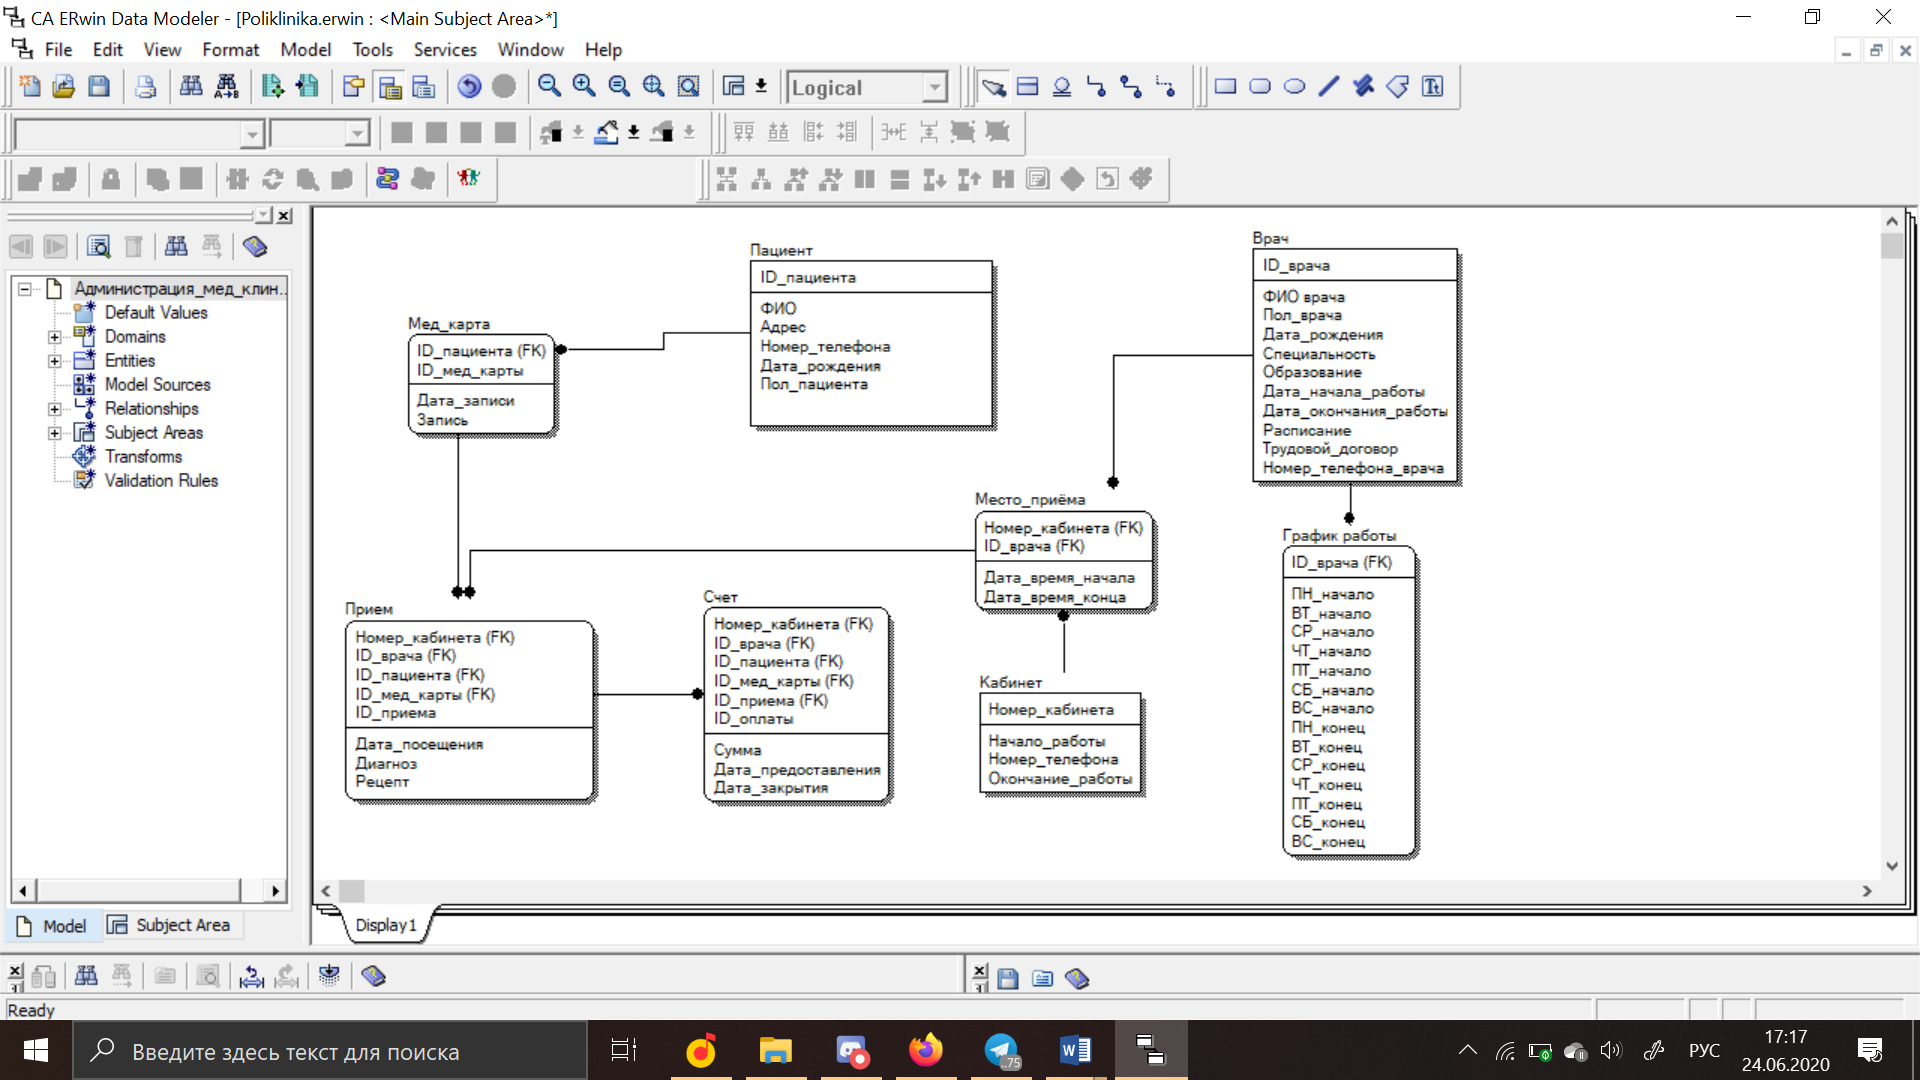 CA ERwin Data Modeler - [Poliklinika.erwin : <Main Subject Area>*]
File Edit View Format Model Tools Services Window Help
Logical
Администрация_мед_клин..
Default Values
Domains
Entities
Model Sources
Relationships
Subject Areas
Transforms
Validation Rules
Model
Subject Area
Пациент
ID_пациента
ФИО
Адрес
Номер_телефона
Дата_рождения
Пол_пациента
Мед_карта
ID_пациента (FK)
ID_мед_карты
Дата_записи
Запись
Врач
ID_врача
ФИО врача
Пол_врача
Дата_рождения
Специальность
Образование
Дата_начала_работы
Дата_окончания_работы
Расписание
Трудовой_договор
Номер_телефона_врача
Место_приёма
Номер_кабинета (FK)
ID_врача (FK)
Дата_время_начала
Дата_время_конца
График работы
ID_врача (FK)
ПН_начало
ВТ_начало
СР_начало
ЧТ_начало
ПТ_начало
СБ_начало
ВС_начало
ПН_конец
ВТ_конец
СР_конец
ЧТ_конец
ПТ_конец
СБ_конец
ВС_конец
Прием
Номер_кабинета (FK)
ID_врача (FK)
ID_пациента (FK)
ID_мед_карты (FK)
ID_приема
Дата_посещения
Диагноз
Рецепт
Счет
Номер_кабинета (FK)
ID_врача (FK)
ID_пациента (FK)
ID_мед_карты (FK)
ID_приема (FK)
ID_оплаты
Сумма
Дата_предоставления
Дата_закрытия
Кабинет
Номер_кабинета
Начало_работы
Номер_телефона
Окончание_работы
Display1
Ready
Введите здесь текст для поиска
..75
РУС
17:17
24.06.2020